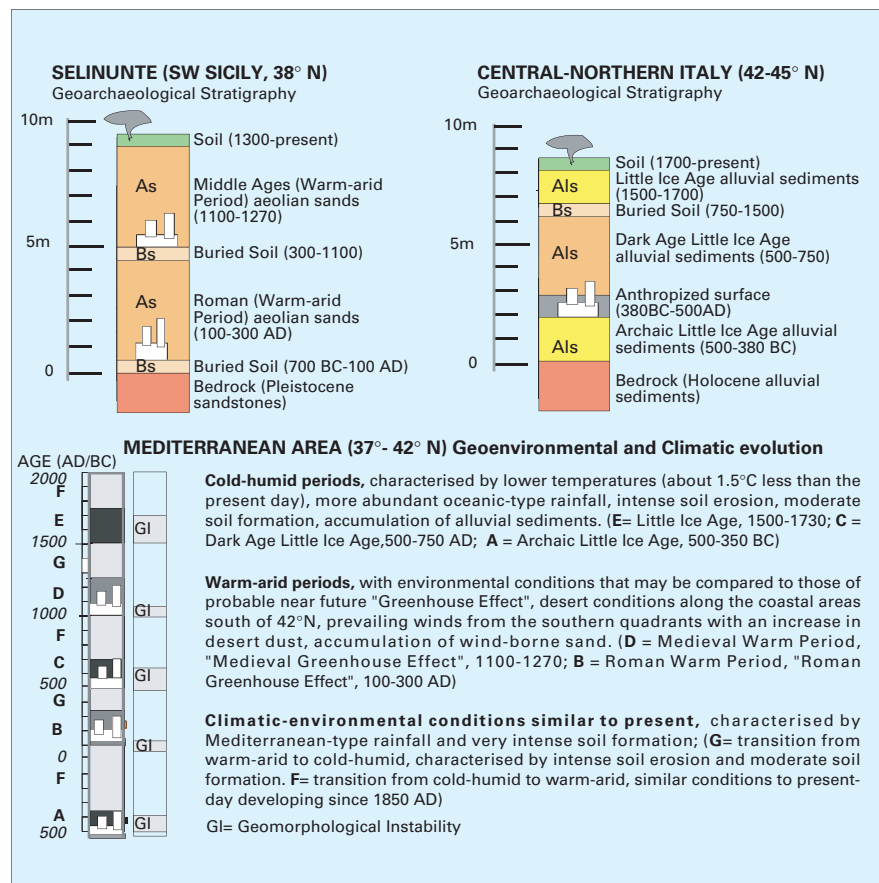 SELINUNTE (SW SICILY, 38° N)
Geoarchaeological Stratigraphy
10m
5m
0
As
Bs
As
Bs
Soil (1300-present)
Middle Ages (Warm-arid
Period) aeolian sands
(1100-1270)
Buried Soil (300-1100)
Roman (Warm-arid
Period) aeolian sands
(100-300 AD)
Buried Soil (700 BC-100 AD)
Bedrock (Pleistocene
sandstones)
CENTRAL-NORTHERN ITALY (42-45° N)
Geoarchaeological Stratigraphy
10m
5m
0
Als
Bs
Als
Als
Soil (1700-present)
Little Ice Age alluvial sediments
(1500-1700)
Buried Soil (750-1500)
Dark Age Little Ice Age
alluvial sediments (500-750)
Anthropized surface
(380BC-500AD)
Archaic Little Ice Age alluvial
sediments (500-380 BC)
Bedrock (Holocene alluvial
sediments)
MEDITERRANEAN AREA (37°- 42° N) Geoenvironmental and Climatic evolution
AGE (AD/BC)
2000
F
E
1500
G
D
1000
F
C
500
G
B
0
F
A
500
GI
GI
GI
GI
GI
Cold-humid periods, characterised by lower temperatures (about 1.5°C less than the
present day), more abundant oceanic-type rainfall, intense soil erosion, moderate
soil formation, accumulation of alluvial sediments. (E= Little Ice Age, 1500-1730; C =
Dark Age Little Ice Age,500-750 AD; A = Archaic Little Ice Age, 500-350 BC)
Warm-arid periods, with environmental conditions that may be compared to those of
probable near future "Greenhouse Effect", desert conditions along the coastal areas
south of 42°N, prevailing winds from the southern quadrants with an increase in
desert dust, accumulation of wind-borne sand. (D = Medieval Warm Period,
"Medieval Greenhouse Effect", 1100-1270; B = Roman Warm Period, "Roman
Greenhouse Effect", 100-300 AD)
Climatic-environmental conditions similar to present, characterised by
Mediterranean-type rainfall and very intense soil formation; (G= transition from
warm-arid to cold-humid, characterised by intense soil erosion and moderate soil
formation. F= transition from cold-humid to warm-arid, similar conditions to present-
day developing since 1850 AD)
GI= Geomorphological Instability